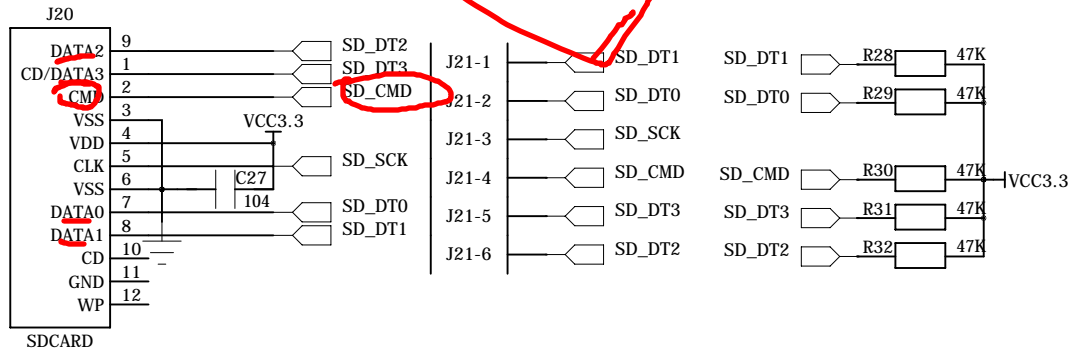 J20
DATA2 9 SD_DT2
CD/DATA3 1 SD_DT3
CMD 2 SD_CMD
VSS 3
VDD 4 VCC3.3
CLK 5 SD_SCK
VSS 6 C27
104
DATA0 7 SD_DT0
DATA1 8 SD_DT1
CD 10
GND 11
WP 12
SDCARD
J21-1 SD_DT1
J21-2 SD_DT0
J21-3 SD_SCK
J21-4 SD_CMD
J21-5 SD_DT3
J21-6 SD_DT2
SD_DT1 R28 47K
SD_DT0 R29 47K
SD_CMD R30 47K
VCC3.3
SD_DT3 R31 47K
SD_DT2 R32 47K